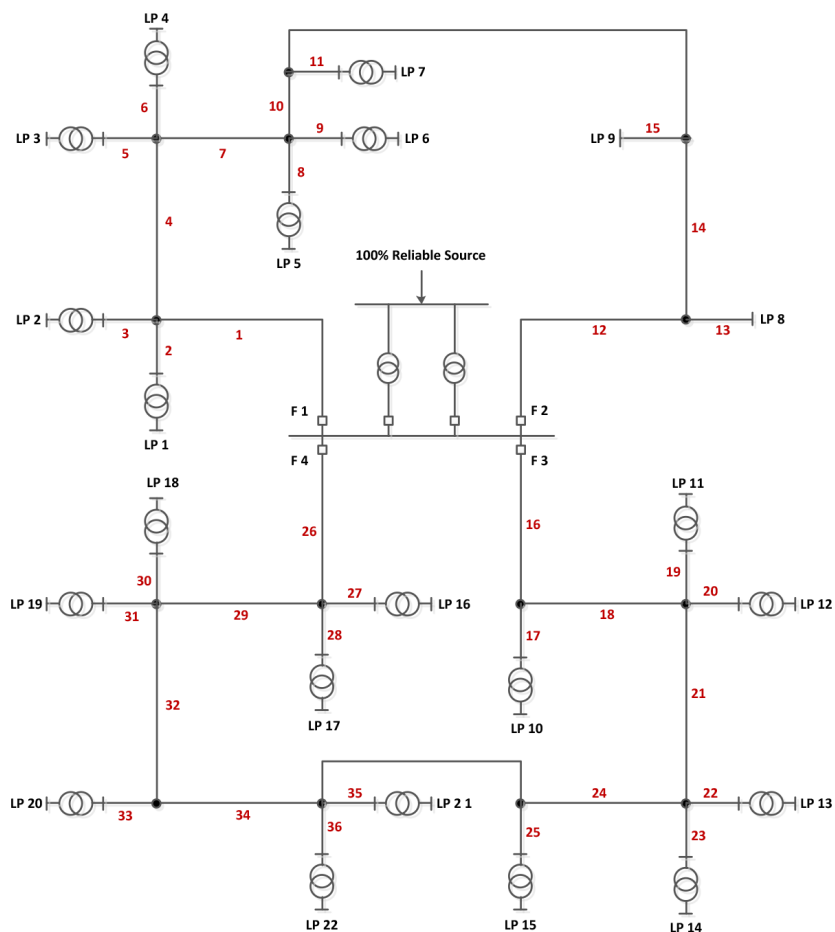 LP 4
11
LP 7
6
10
LP 3
5
7
9
LP 6
15
LP 9
8
4
14
LP 5
100% Reliable Source
LP 2
3
1
12
13
LP 8
2
F 1
F 2
LP 1
F 4
F 3
LP 18
LP 11
26
16
30
19
LP 19
31
29
27
LP 16
18
20
LP 12
28
17
32
21
LP 17
LP 10
LP 20
33
34
35
LP 2 1
24
22
LP 13
36
25
23
LP 22
LP 15
LP 14